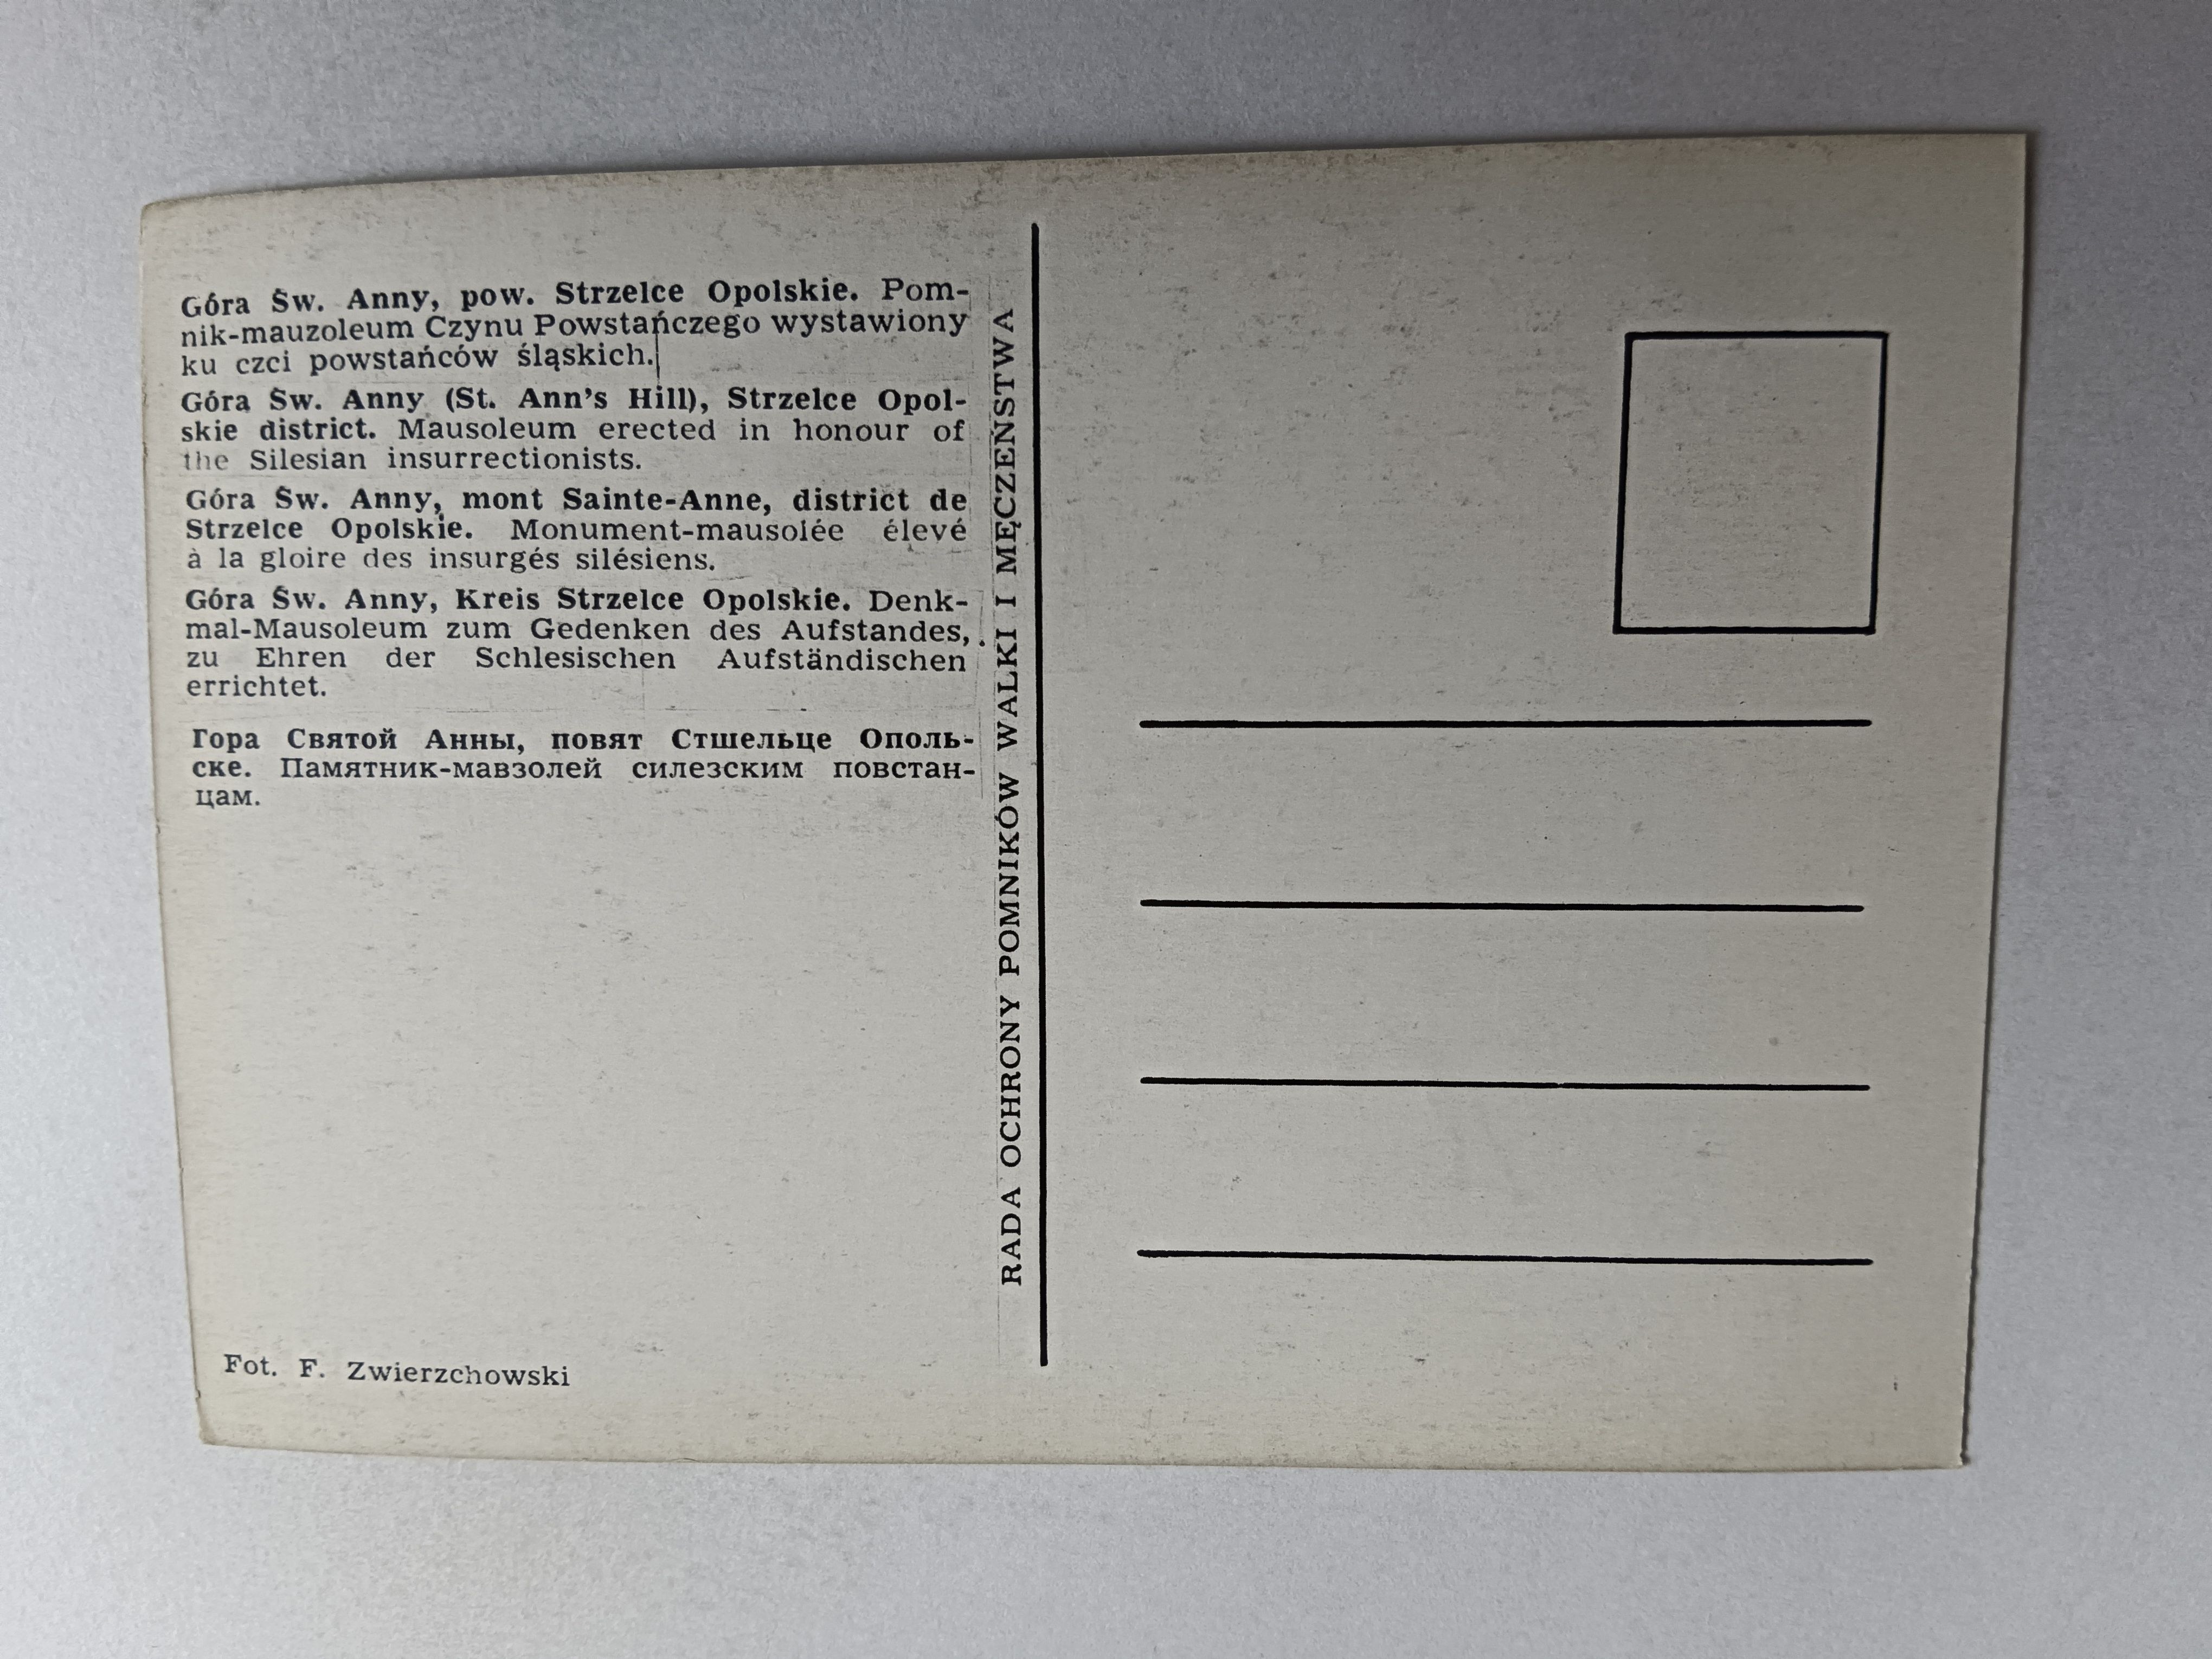 Góra Św. Anny, pow. Strzelce Opolskie. Pom-
nik-mauzoleum Czynu Powstańczego wystawiony
ku czci powstańców śląskich.
Góra Św. Anny (St. Ann's Hill), Strzelce Opol-
skie district. Mausoleum erected in honour of
the Silesian insurrectionists.
Góra Św. Anny, mont Sainte-Anne, district de
Strzelce Opolskie. Monument-mausolée élevé
à la gloire des insurgés silésiens.
Góra Św. Anny, Kreis Strzelce Opolskie. Denk-
mal-Mausoleum zum Gedenken des Aufstandes,
zu Ehren der Schlesischen Aufständischen
errichtet.
Гора Святой Анны, повят Стшельце Ополь-
ске. Памятник-мавзолей силезским повстан-
цам.
Fot. F. Zwierzchowski
RADA OCHRONY POMNIKÓW WALKI I MĘCZEŃSTWA